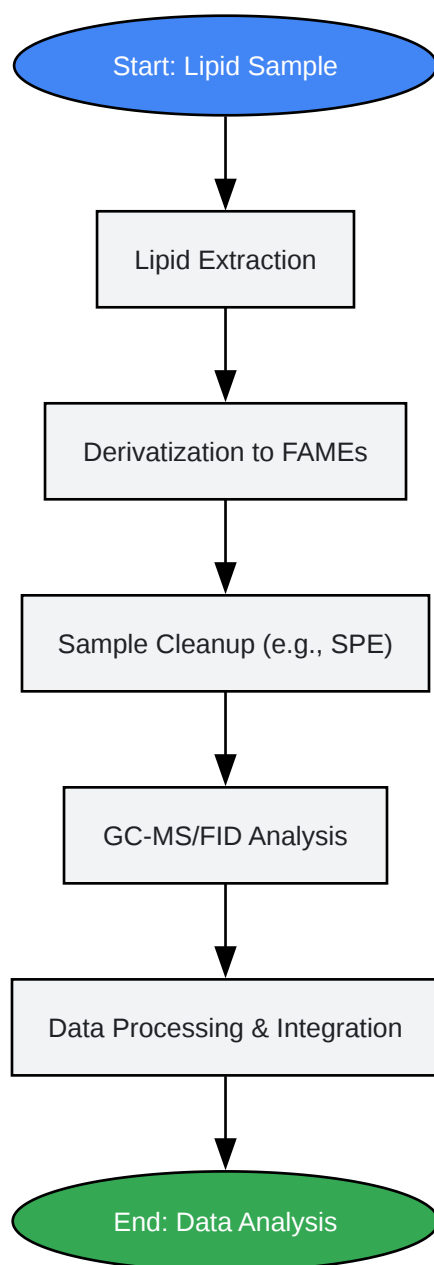 Start: Lipid Sample
Lipid Extraction
Derivatization to FAMEs
Sample Cleanup (e.g., SPE)
GC-MS/FID Analysis
Data Processing & Integration
End: Data Analysis